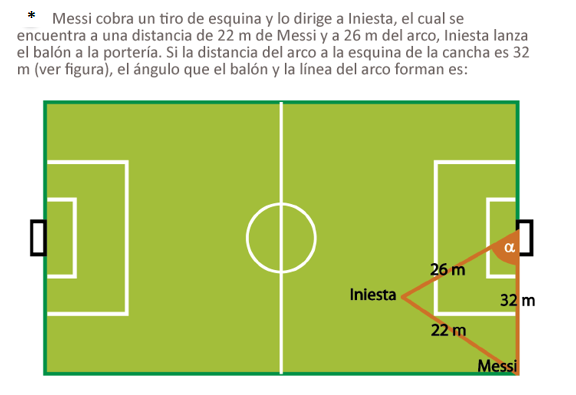 * Messi cobra un tiro de esquina y lo dirige a Iniesta, el cual se
encuentra a una distancia de 22 m de Messi y a 26 m del arco, Iniesta lanza
el balón a la portería. Si la distancia del arco a la esquina de la cancha es 32
m (ver figura), el ángulo que el balón y la línea del arco forman es:
α
26 m
Iniesta
32 m
22 m
Messi